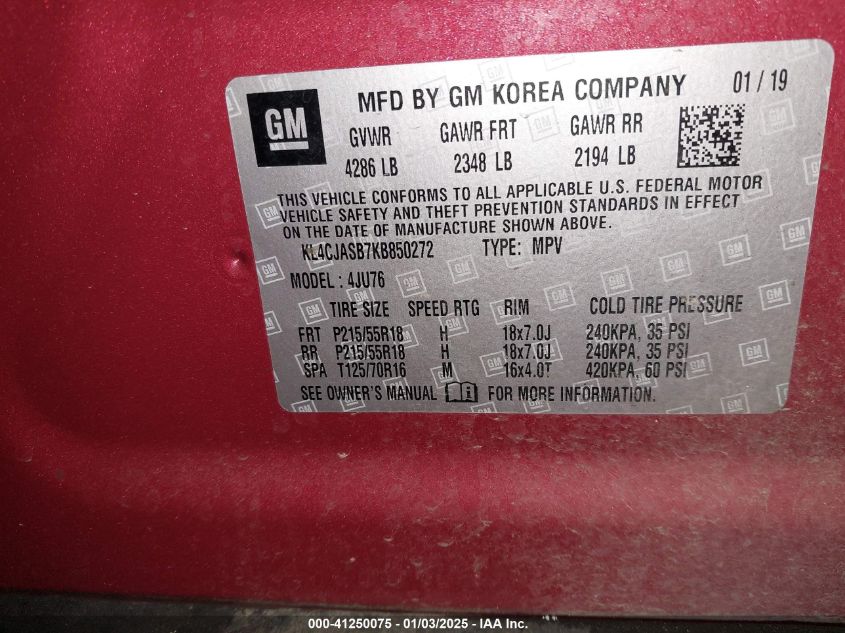 GM MFD BY GM KOREA COMPANY 01 / 19
GVWR GAWR FRT GAWR RR
4286 LB 2348 LB 2194 LB
THIS VEHICLE CONFORMS TO ALL APPLICABLE U.S. FEDERAL MOTOR
VEHICLE SAFETY AND THEFT PREVENTION STANDARDS IN EFFECT
ON THE DATE OF MANUFACTURE SHOWN ABOVE.
KL4CJASB7KB850272 TYPE: MPV
MODEL : 4JU76
TIRE SIZE SPEED RTG RIM COLD TIRE PRESSURE
FRT P215/55R18 H 18x7.0J 240KPA, 35 PSI
RR P215/55R18 H 18x7.0J 240KPA, 35 PSI
SPA T125/70R16 M 16x4.0T 420KPA, 60 PSI
SEE OWNER'S MANUAL FOR MORE INFORMATION.
000-41250075 - 01/03/2025 - IAA Inc.